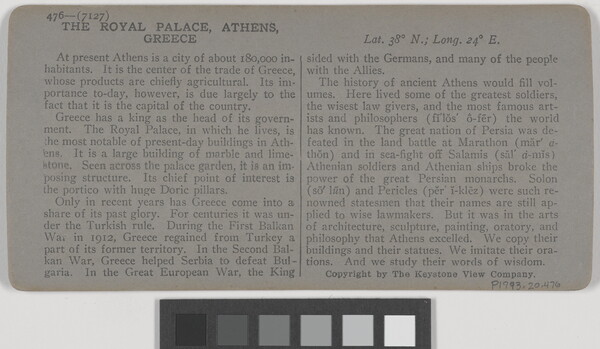 476—(7127)
THE ROYAL PALACE, ATHENS,
GREECE
At present Athens is a city of about 180,000 in-
habitants. It is the center of the trade of Greece,
whose products are chiefly agricultural. Its im-
portance to-day, however, is due largely to the
fact that it is the capital of the country.
Greece has a king as the head of its govern-
ment. The Royal Palace, in which he lives, is
the most notable of present-day buildings in Ath-
ens. It is a large building of marble and lime-
stone. Seen across the palace garden, it is an im-
posing structure. Its chief point of interest is
the portico with huge Doric pillars.
Only in recent years has Greece come into a
share of its past glory. For centuries it was un-
der the Turkish rule. During the First Balkan
War in 1912, Greece regained from Turkey a
part of its former territory. In the Second Bal-
kan War, Greece helped Serbia to defeat Bul-
garia. In the Great European War, the King
Lat. 38° N.; Long. 24° E.
sided with the Germans, and many of the people
with the Allies.
The history of ancient Athens would fill vol-
umes. Here lived some of the greatest soldiers,
the wisest law givers, and the most famous art-
ists and philosophers (fĭ'lŏs' ŏ-fẽr) the world
has known. The great nation of Persia was de-
feated in the land battle at Marathon (măr' a-
thŏn) and in sea-fight off Salamis (săl' a-mĭs)
Athenian soldiers and Athenian ships broke the
power of the great Persian monarchs. Solon
(sō' lŭn) and Pericles (pĕr' ĭ-klēz) were such re-
nowned statesmen that their names are still ap-
plied to wise lawmakers. But it was in the arts
of architecture, sculpture, painting, oratory, and
philosophy that Athens excelled. We copy their
buildings and their statues. We imitate their ora-
tions. And we study their words of wisdom.
Copyright by The Keystone View Company.
P1793.20.476